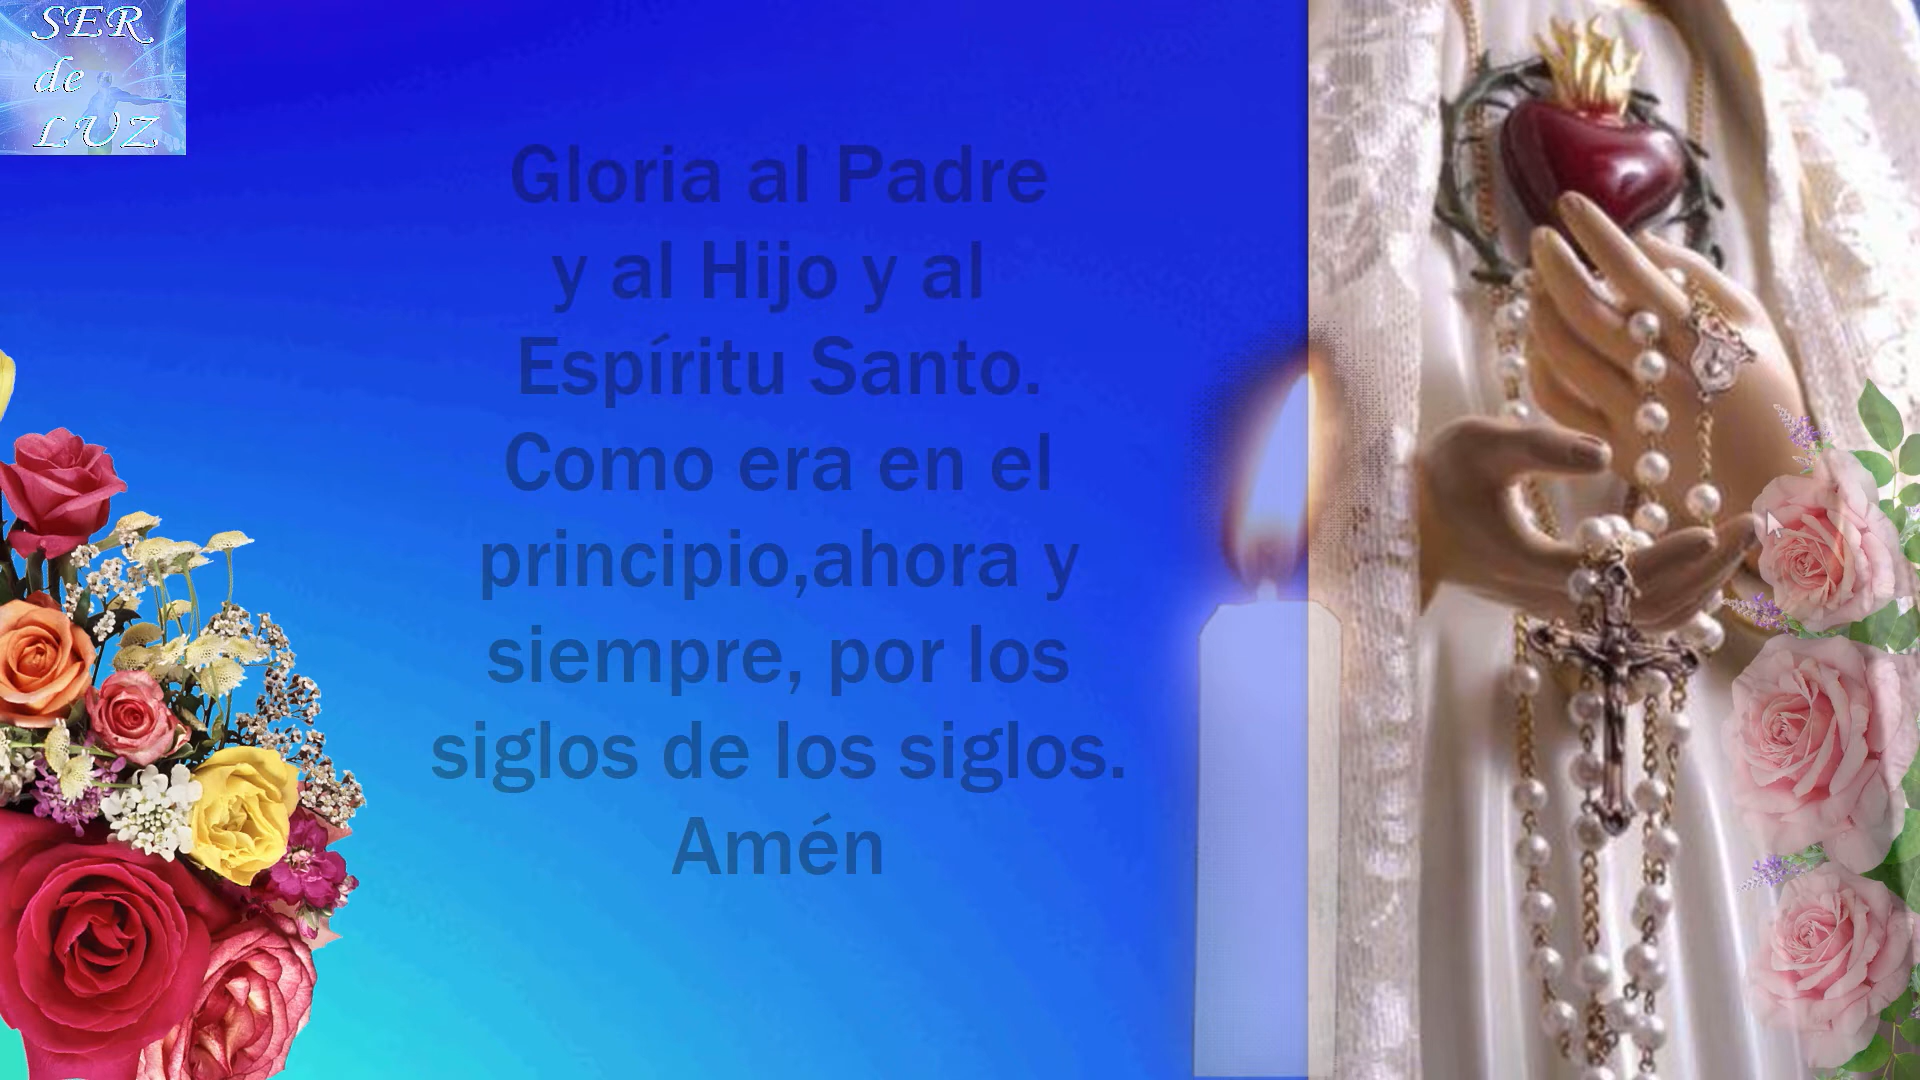 SER
de
LUZ
Gloria al Padre
y al Hijo y al
Espíritu Santo.
Como era en el
principio,ahora y
siempre, por los
siglos de los siglos.
Amén